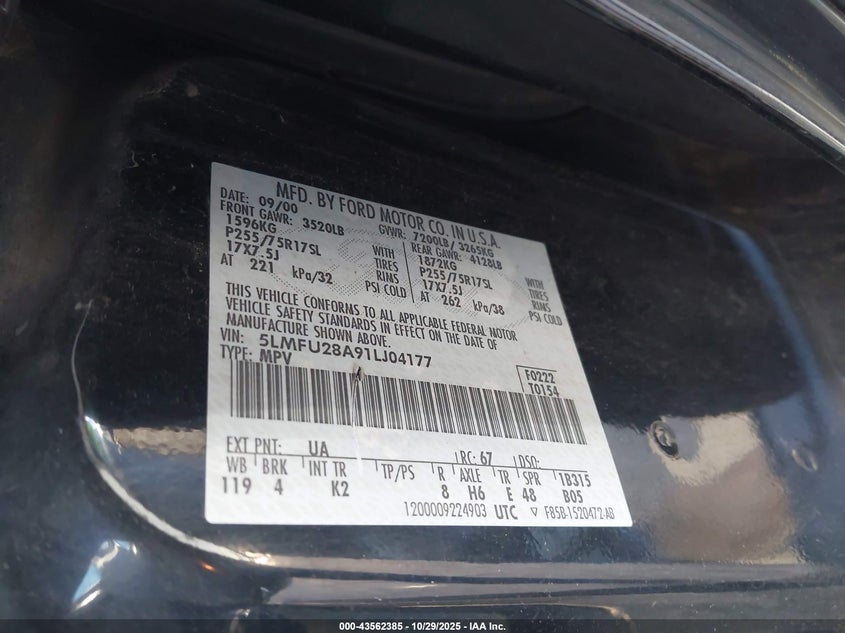 MFD. BY FORD MOTOR CO. IN U.S.A.
DATE: 09/00 GVWR: 7200LB/ 3265KG
FRONT GAWR: 3520LB REAR GAWR: 4128LB
1596KG WITH 1872KG WITH
P255/75R17SL TIRES P255/75R17SL TIRES
17X7.5J RIMS 17X7.5J RIMS
AT 221 kPa/32 PSI COLD AT 262 kPa/38 PSI COLD
THIS VEHICLE CONFORMS TO ALL APPLICABLE FEDERAL MOTOR
VEHICLE SAFETY STANDARDS IN EFFECT ON THE DATE OF
MANUFACTURE SHOWN ABOVE.
VIN: 5LMFU28A91LJ04177
TYPE: MPV
F0222
T0154
EXT PNT: UA RC: 67 DSO:
WB BRK INT TR TP/PS R AXLE TR SPR 1B315
119 4 K2 8 H6 E 48 B05
1200009224903 UTC ▽ F85B-1520472-AD
000-43562385 - 10/29/2025 - IAA Inc.